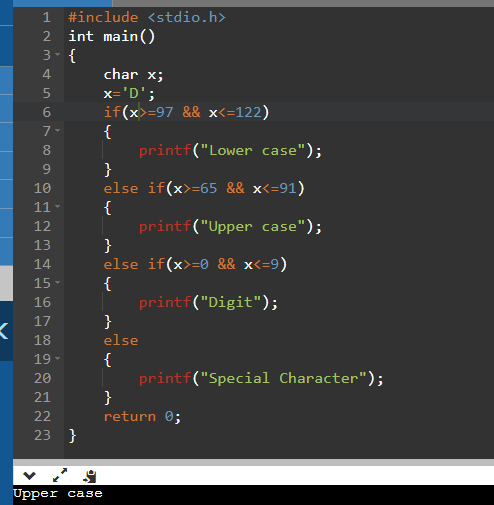 1 #include <stdio.h>
2 int main()
3 {
4 char x;
5 x='D';
6 if(x>=97 && x<=122)
7 {
8 printf("Lower case");
9 }
10 else if(x>=65 && x<=91)
11 {
12 printf("Upper case");
13 }
14 else if(x>=0 && x<=9)
15 {
16 printf("Digit");
17 }
18 else
19 {
20 printf("Special Character");
21 }
22 return 0;
23 }
Upper case